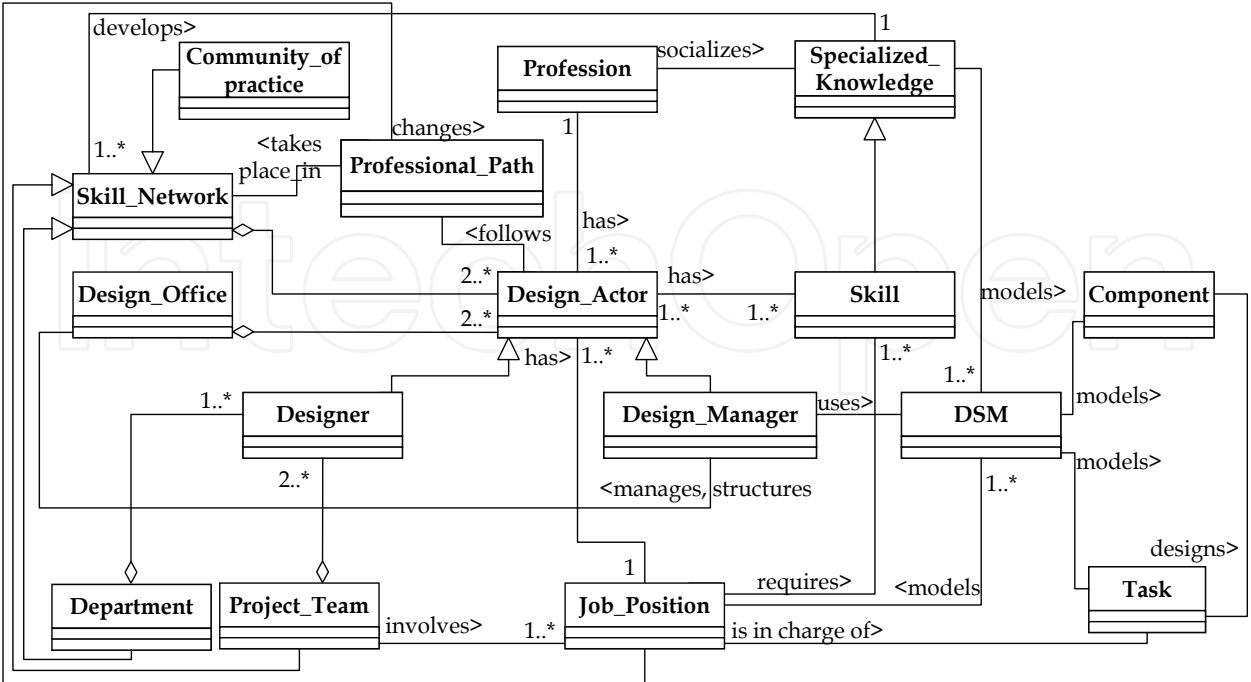 develops>
1
Community_of
practice
Profession
socializes>
Specialized_
Knowledge
1..*
<takes
place_in
changes>
1
Professional_Path
Skill_Network
has>
<follows
1..*
2..*
has>
Design_Office
Design_Actor
Skill
models>
Component
2..*
1..*
1..*
has>
1..*
1..*
1..*
1..*
Designer
Design_Manager
uses>
DSM
models>
2..*
models>
<manages, structures
1..*
designs>
1
requires>
<models
Department
Project_Team
Job_Position
Task
involves>
1..*
is in charge of>
IntechOpen